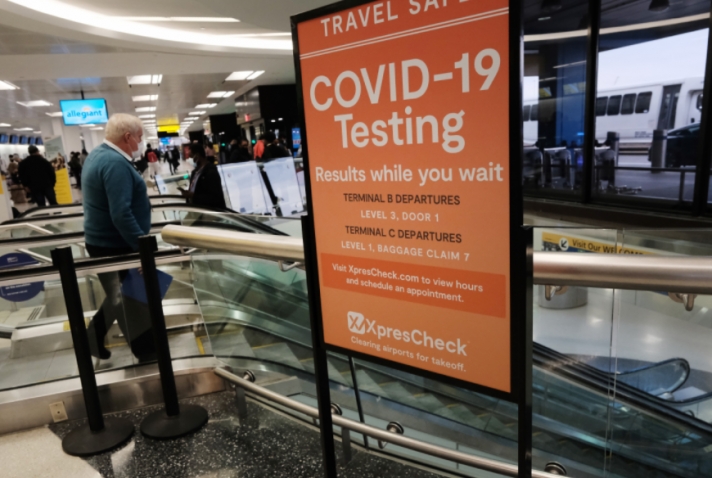 TRAVEL
COVID-19
Testing
Results while you wait
TERMINAL B DEPARTURES
LEVEL 3, DOOR 1
TERMINAL C DEPARTURES
LEVEL 1, BAGGAGE CLAIM 7
Visit XpresCheck.com to view hours
and schedule an appointment.
XpresCheck
Clearing airports for takeoff.
allegiant
Visit Our